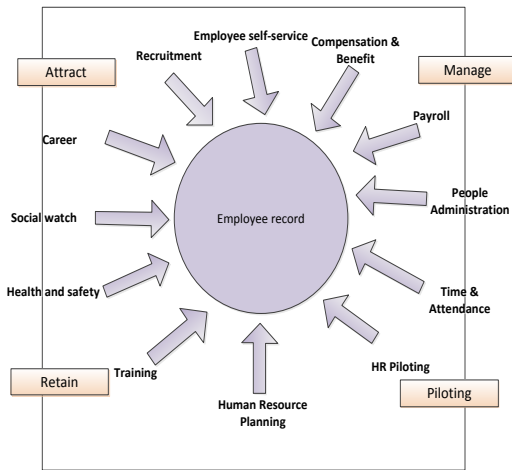 Employee self-service
Compensation &
Benefit
Recruitment
Attract
Manage
Payroll
Career
People
Administration
Social watch
Employee record
Health and safety
Time &
Attendance
HR Piloting
Training
Retain
Piloting
Human Resource
Planning